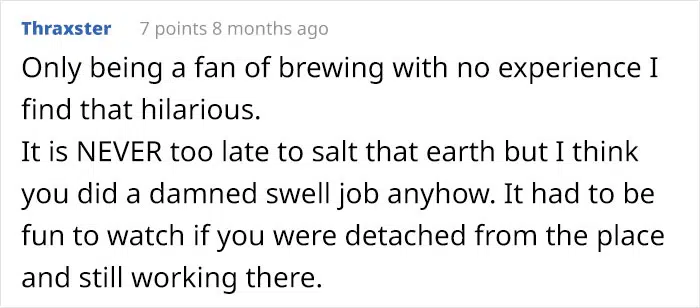 Thraxster 7 points 8 months ago
Only being a fan of brewing with no experience I
find that hilarious.
It is NEVER too late to salt that earth but I think
you did a damned swell job anyhow. It had to be
fun to watch if you were detached from the place
and still working there.